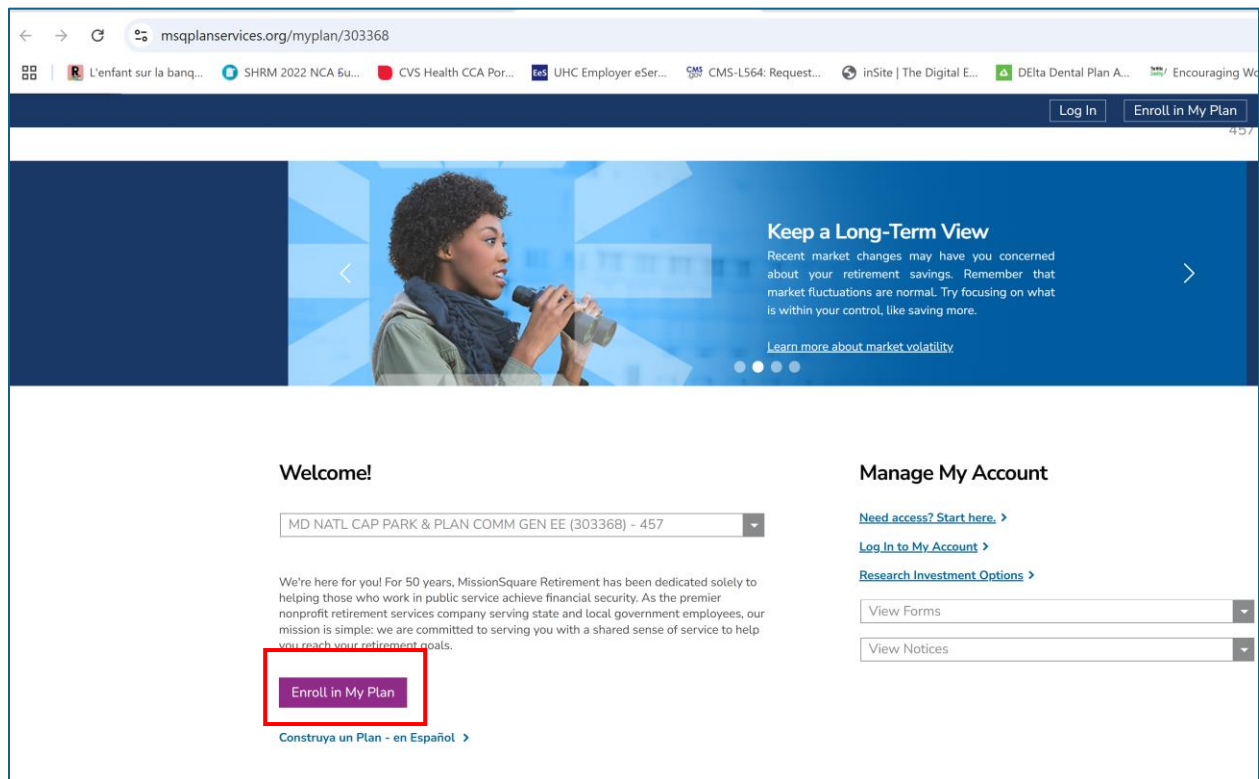 msqplanservices.org/myplan/303368
L'enfant sur la banq... SHRM 2022 NCA Su... CVS Health CCA Por... EeS UHC Employer eSer... CMS CMS-L564: Request... inSite | The Digital E... DElta Dental Plan A... Encouraging Wo
Log In Enroll in My Plan
457
Keep a Long-Term View
Recent market changes may have you concerned
about your retirement savings. Remember that
market fluctuations are normal. Try focusing on what
is within your control, like saving more.
Learn more about market volatility
Welcome!
MD NATL CAP PARK & PLAN COMM GEN EE (303368) - 457
We're here for you! For 50 years, MissionSquare Retirement has been dedicated solely to
helping those who work in public service achieve financial security. As the premier
nonprofit retirement services company serving state and local government employees, our
mission is simple: we are committed to serving you with a shared sense of service to help
you reach your retirement goals.
Enroll in My Plan
Construya un Plan - en Español >
Manage My Account
Need access? Start here. >
Log In to My Account >
Research Investment Options >
View Forms
View Notices